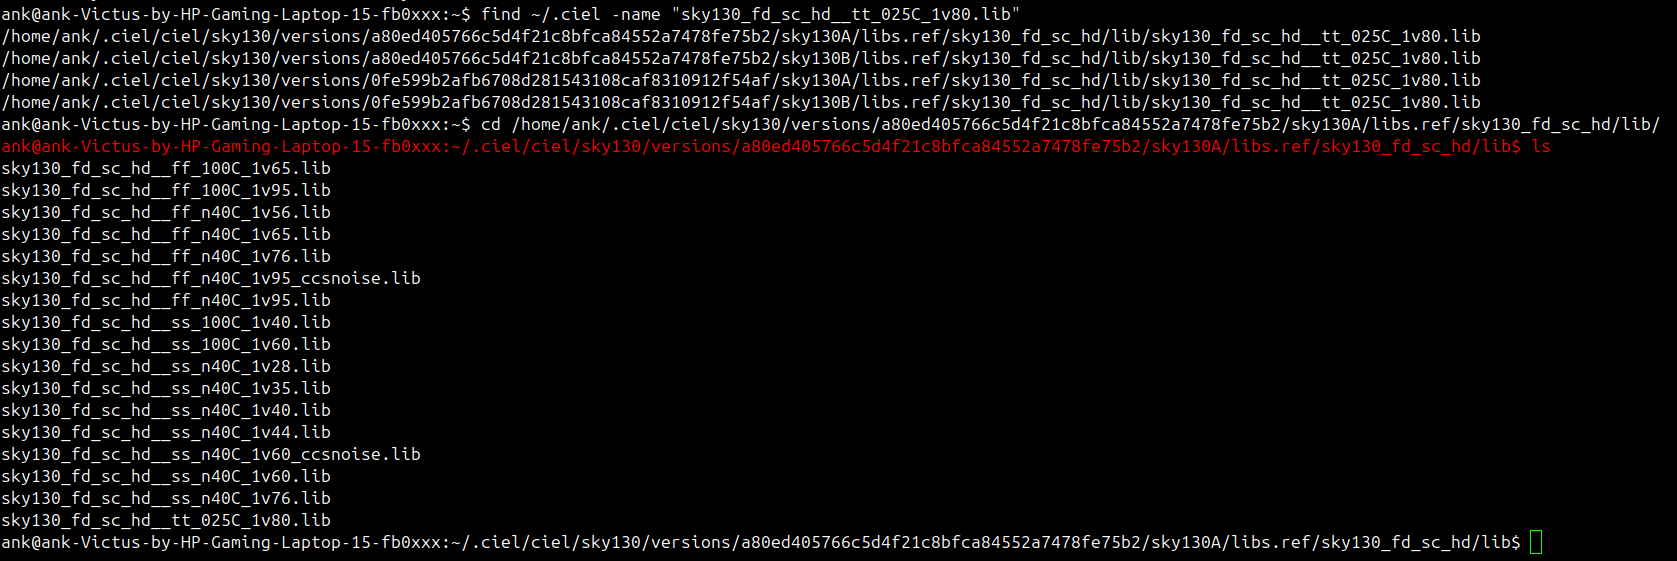 ank@ank-Victus-by-HP-Gaming-Laptop-15-fb0xxx:~$ find ~/.ciel -name "sky130_fd_sc_hd__tt_025C_1v80.lib"
/home/ank/.ciel/ciel/sky130/versions/a80ed405766c5d4f21c8bfca84552a7478fe75b2/sky130A/libs.ref/sky130_fd_sc_hd/lib/sky130_fd_sc_hd__tt_025C_1v80.lib
/home/ank/.ciel/ciel/sky130/versions/a80ed405766c5d4f21c8bfca84552a7478fe75b2/sky130B/libs.ref/sky130_fd_sc_hd/lib/sky130_fd_sc_hd__tt_025C_1v80.lib
/home/ank/.ciel/ciel/sky130/versions/0fe599b2afb6708d281543108caf8310912f54af/sky130A/libs.ref/sky130_fd_sc_hd/lib/sky130_fd_sc_hd__tt_025C_1v80.lib
/home/ank/.ciel/ciel/sky130/versions/0fe599b2afb6708d281543108caf8310912f54af/sky130B/libs.ref/sky130_fd_sc_hd/lib/sky130_fd_sc_hd__tt_025C_1v80.lib
ank@ank-Victus-by-HP-Gaming-Laptop-15-fb0xxx:~$ cd /home/ank/.ciel/ciel/sky130/versions/a80ed405766c5d4f21c8bfca84552a7478fe75b2/sky130A/libs.ref/sky130_fd_sc_hd/lib/
ank@ank-Victus-by-HP-Gaming-Laptop-15-fb0xxx:~/.ciel/ciel/sky130/versions/a80ed405766c5d4f21c8bfca84552a7478fe75b2/sky130A/libs.ref/sky130_fd_sc_hd/lib$ ls
sky130_fd_sc_hd__ff_100C_1v65.lib
sky130_fd_sc_hd__ff_100C_1v95.lib
sky130_fd_sc_hd__ff_n40C_1v56.lib
sky130_fd_sc_hd__ff_n40C_1v65.lib
sky130_fd_sc_hd__ff_n40C_1v76.lib
sky130_fd_sc_hd__ff_n40C_1v95_ccsnoise.lib
sky130_fd_sc_hd__ff_n40C_1v95.lib
sky130_fd_sc_hd__ss_100C_1v40.lib
sky130_fd_sc_hd__ss_100C_1v60.lib
sky130_fd_sc_hd__ss_n40C_1v28.lib
sky130_fd_sc_hd__ss_n40C_1v35.lib
sky130_fd_sc_hd__ss_n40C_1v40.lib
sky130_fd_sc_hd__ss_n40C_1v44.lib
sky130_fd_sc_hd__ss_n40C_1v60_ccsnoise.lib
sky130_fd_sc_hd__ss_n40C_1v60.lib
sky130_fd_sc_hd__ss_n40C_1v76.lib
sky130_fd_sc_hd__tt_025C_1v80.lib
ank@ank-Victus-by-HP-Gaming-Laptop-15-fb0xxx:~/.ciel/ciel/sky130/versions/a80ed405766c5d4f21c8bfca84552a7478fe75b2/sky130A/libs.ref/sky130_fd_sc_hd/lib$